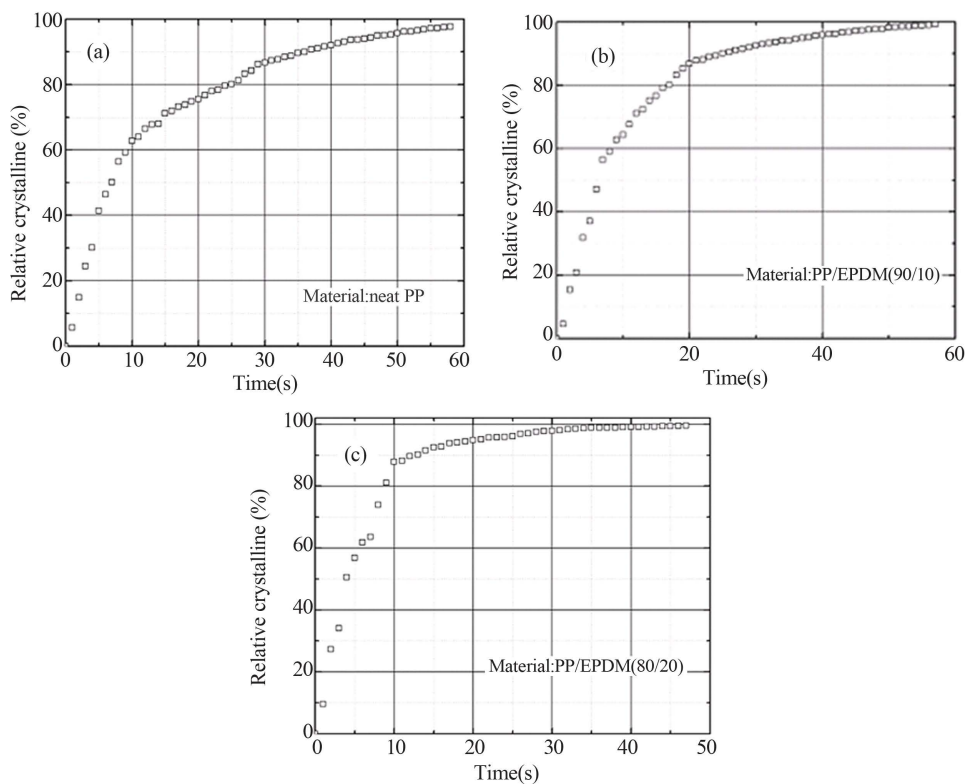 100
(a)
80
60
40
20
0
Relative crystalline (%)
Material:neat PP
0 10 20 30 40 50 60
Time(s)
100
(b)
80
60
40
20
0
Relative crystalline (%)
Material:PP/EPDM(90/10)
0 20 40 60
Time(s)
100
(c)
80
60
40
20
0
Relative crystalline (%)
Material:PP/EPDM(80/20)
0 10 20 30 40 50
Time(s)